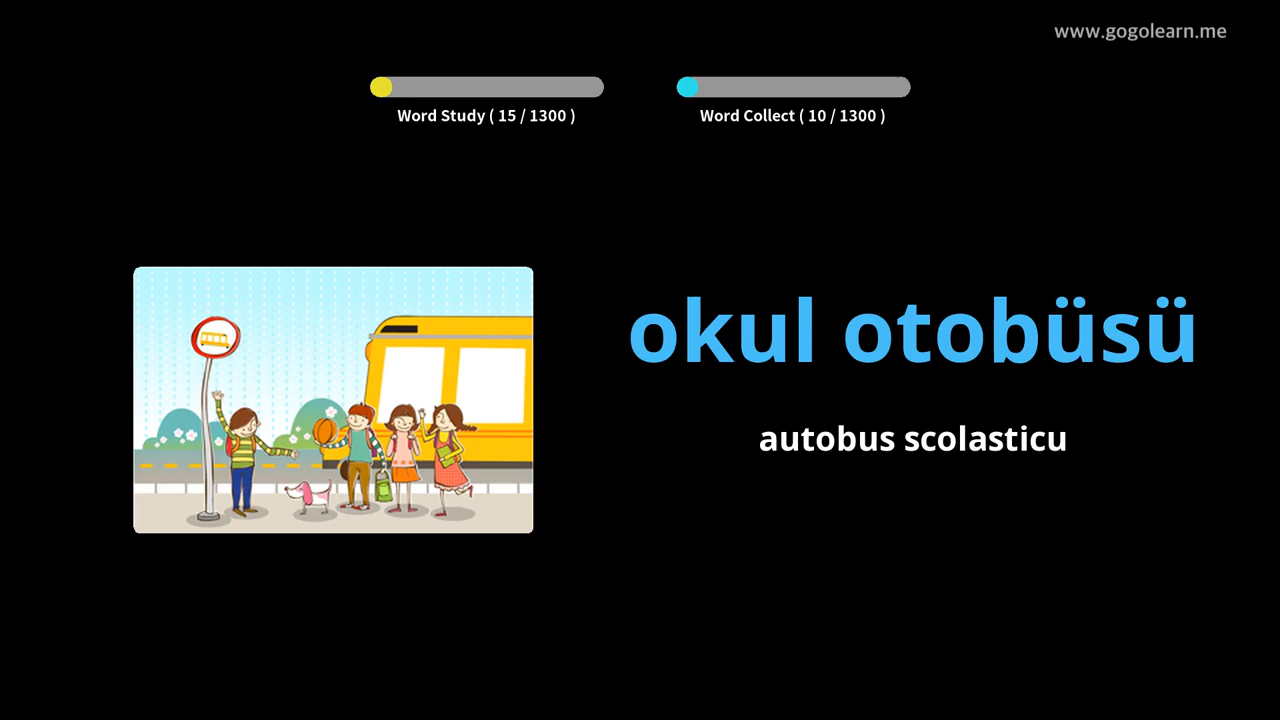 www.gogolearn.me
Word Study ( 15 / 1300 )
Word Collect ( 10 / 1300 )
okul otobüsü
autobus scolasticu